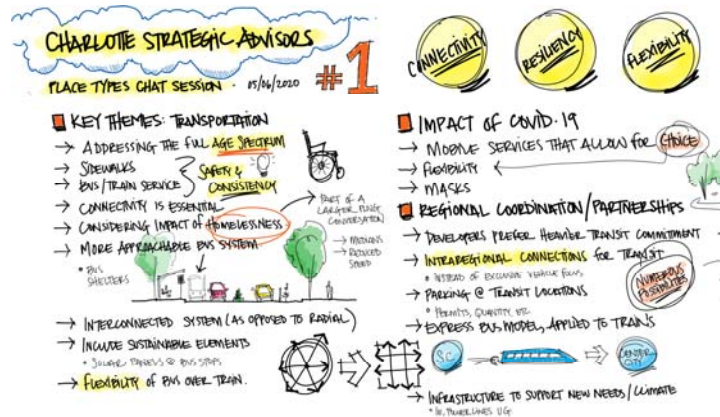 CHARLOTTE STRATEGIC ADVISORS
PLACE TYPES CHAT SESSION · 05/06/2020
#1
KEY THEMES: TRANSPORTATION
→ ADDRESSING THE FULL AGE SPECTRUM
→ SIDEWALKS
→ BUS/TRAIN SERVICE
SAFETY &
CONSISTENCY
→ CONNECTIVITY IS ESSENTIAL
→ CONSIDERING IMPACT OF HOMELESSNESS
→ PART OF A
LARGER
CONVERSATION
→ MEDIANS
→ REDUCED
SPEED
→ MORE APPROACHABLE BUS SYSTEM
• BUS
SHELTERS
→ INTERCONNECTED SYSTEM (AS OPPOSED TO RADIAL)
→ INCLUDE SUSTAINABLE ELEMENTS
• SOLAR PANELS @ BUS STOPS
→ FLEXIBILITY OF BUS OVER TRAIN.
CONNECTIVITY
RESILIENCY
FLEXIBILITY
IMPACT OF COVID·19
→ MOBILE SERVICES THAT ALLOW FOR CHOICE
→ FLEXIBILITY
→ MASKS
REGIONAL COORDINATION/PARTNERSHIPS
→ DEVELOPERS PREFER HEAVIER TRANSIT COMMITMENT
→ INTRAREGIONAL CONNECTIONS FOR TRANSIT
• INSTEAD OF EXCLUSIVE VEHICLE FOCUS
→ PARKING @ TRANSIT LOCATIONS
• PERMITS, QUANTITY, ETC.
NUMEROUS
POSSIBILITIES
→ EXPRESS BUS MODEL, APPLIED TO TRAINS
SC
CENTER
CITY
→ INFRASTRUCTURE TO SUPPORT NEW NEEDS/CLIMATE
POWER LINES UG